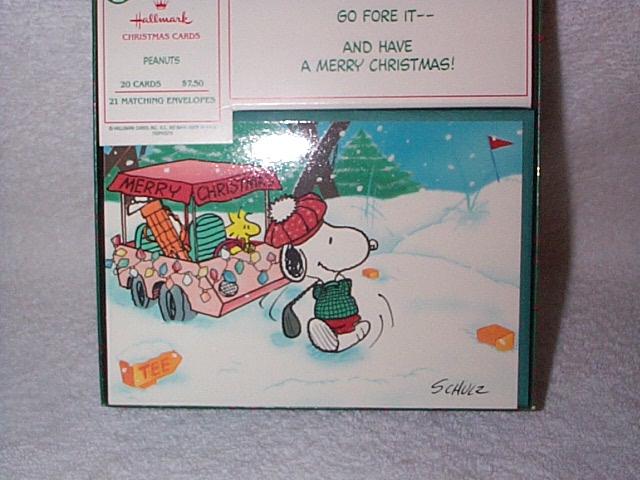 Hallmark
CHRISTMAS CARDS
PEANUTS
20 CARDS $7.50
21 MATCHING ENVELOPES
GO FORE IT--
AND HAVE
A MERRY CHRISTMAS!
MERRY CHRISTMAS
TEE
SCHULZ